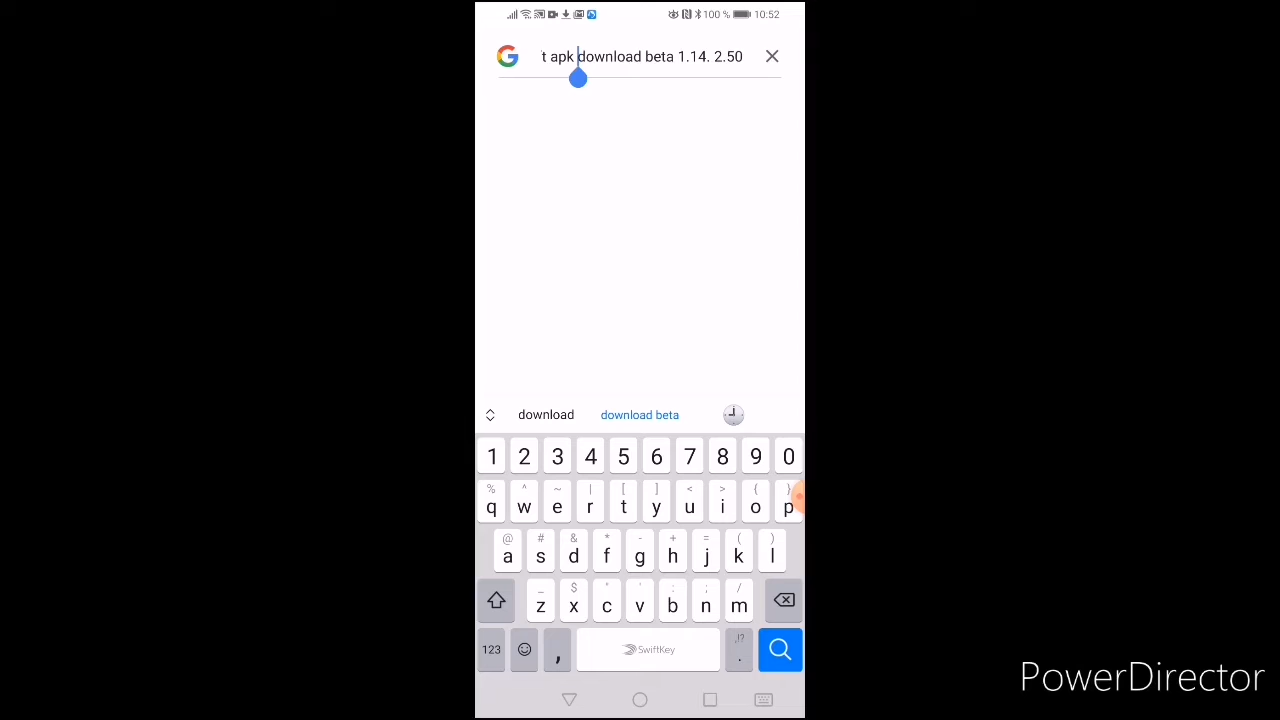 100 % 10:52
t apk download beta 1.14. 2.50
download download beta
1 2 3 4 5 6 7 8 9 0
% ^ ~ | [ ] < > { }
q w e r t y u i o p
@ # & * - + = ( )
a s d f g h j k l
_ $ " ' : ; /
z x c v b n m
123 , SwiftKey ,!? .
PowerDirector